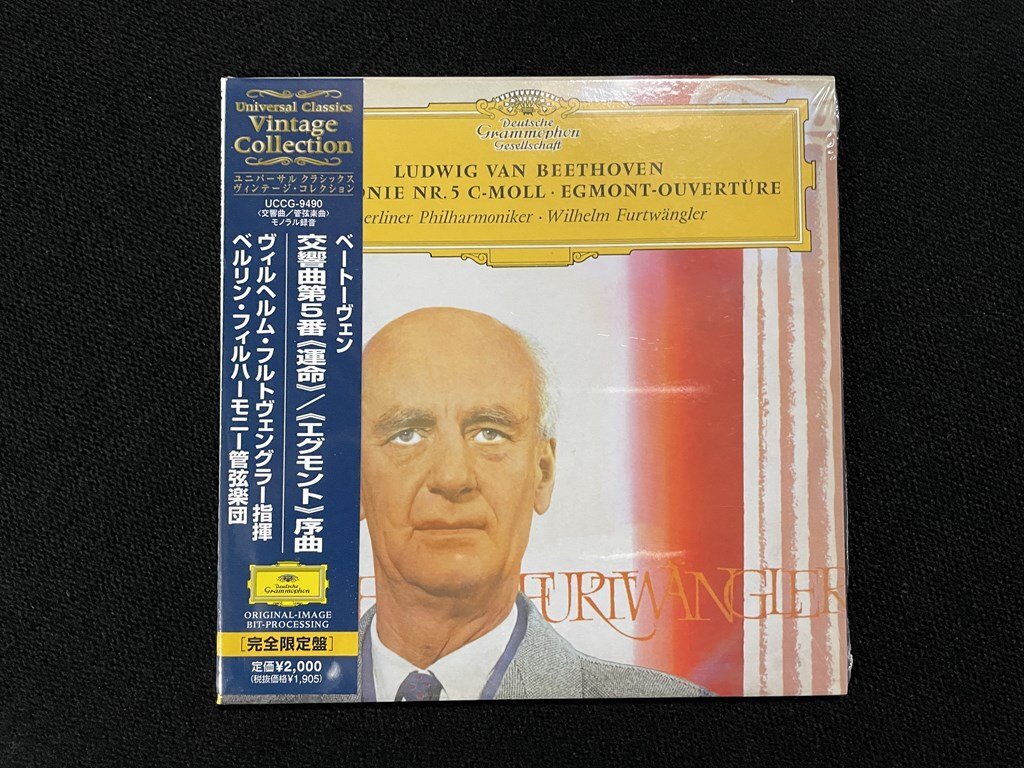 Universal Classics
Vintage
Collection
ユニバーサル クラシックス
ヴィンテージ・コレクション
UCCG-9490
〈交響曲/管弦楽曲〉
モノラル録音
ベートーヴェン
交響曲第5番《運命》/《エグモント》序曲
ヴィルヘルム・フルトヴェングラー指揮
ベルリン・フィルハーモニー管弦楽団
Deutsche
Grammophon
ORIGINAL-IMAGE
BIT-PROCESSING
[完全限定盤]
定価¥2,000
(税抜価格¥1,905)
Deutsche
Grammophon
Gesellschaft
LUDWIG VAN BEETHOVEN
ONIE NR. 5 C-MOLL · EGMONT-OUVERTÜRE
erliner Philharmoniker · Wilhelm Furtwängler
FURTWÄNGLER